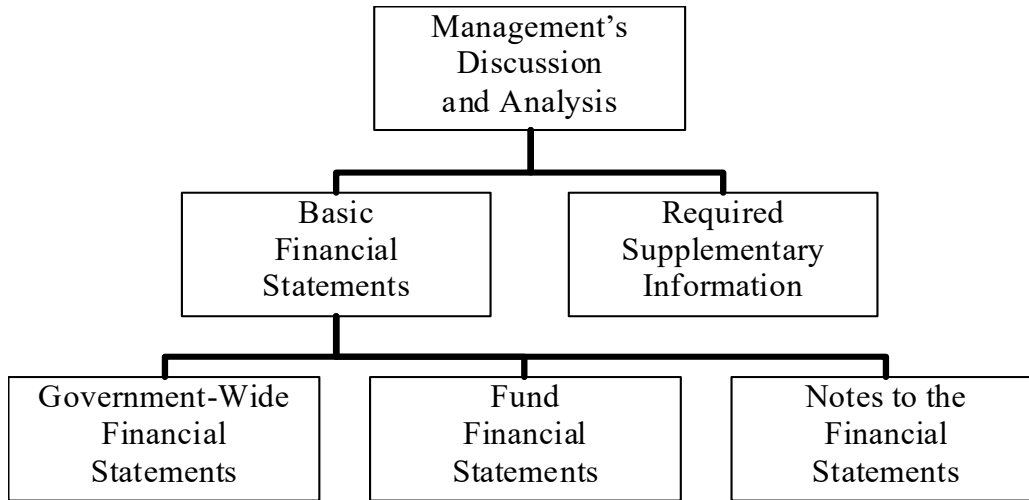 Management’s
Discussion
and Analysis
Basic
Financial
Statements
Required
Supplementary
Information
Government-Wide
Financial
Statements
Fund
Financial
Statements
Notes to the
Financial
Statements